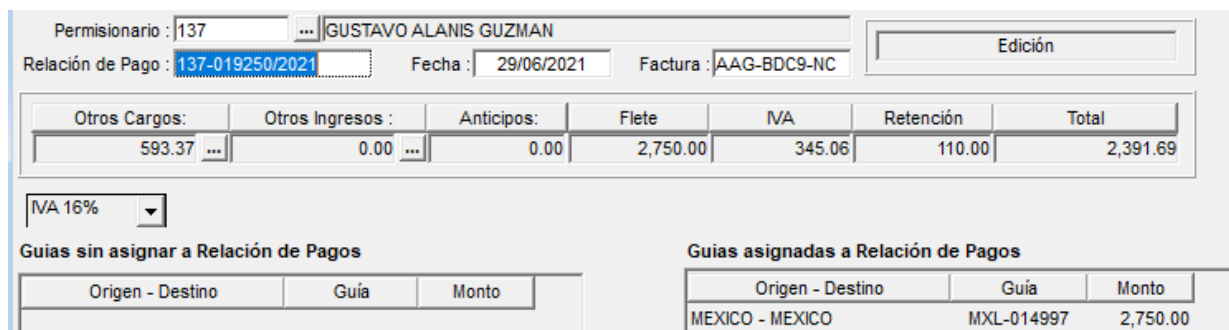 Permisionario : 137 ... GUSTAVO ALANIS GUZMAN
Edición
Relación de Pago : 137-019250/2021 Fecha : 29/06/2021 Factura : AAG-BDC9-NC
Otros Cargos: Otros Ingresos : Anticipos: Flete IVA Retención Total
593.37 ... 0.00 ... 0.00 2,750.00 345.06 110.00 2,391.69
IVA 16%
Guias sin asignar a Relación de Pagos
Origen - Destino Guía Monto
Guias asignadas a Relación de Pagos
Origen - Destino Guía Monto
MEXICO - MEXICO MXL-014997 2,750.00